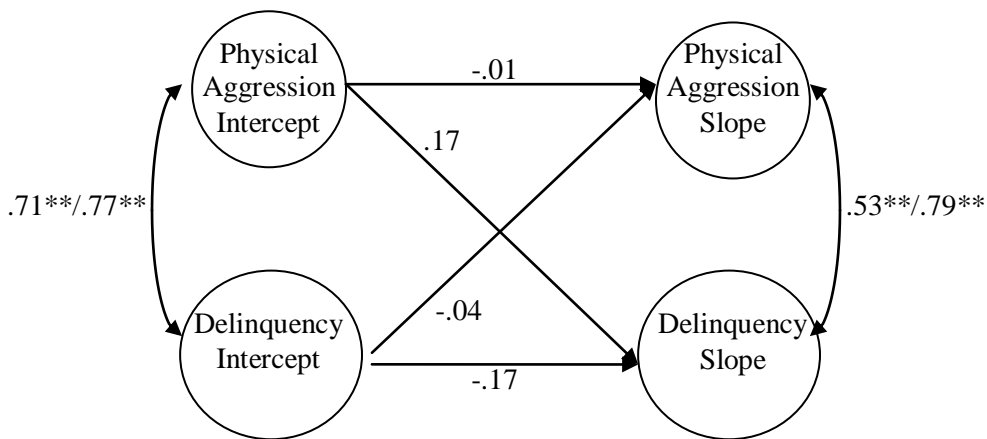 Physical
Aggression
Intercept
Physical
Aggression
Slope
-.01
.17
.71**/.77**
.53**/.79**
-.04
Delinquency
Intercept
Delinquency
Slope
-.17